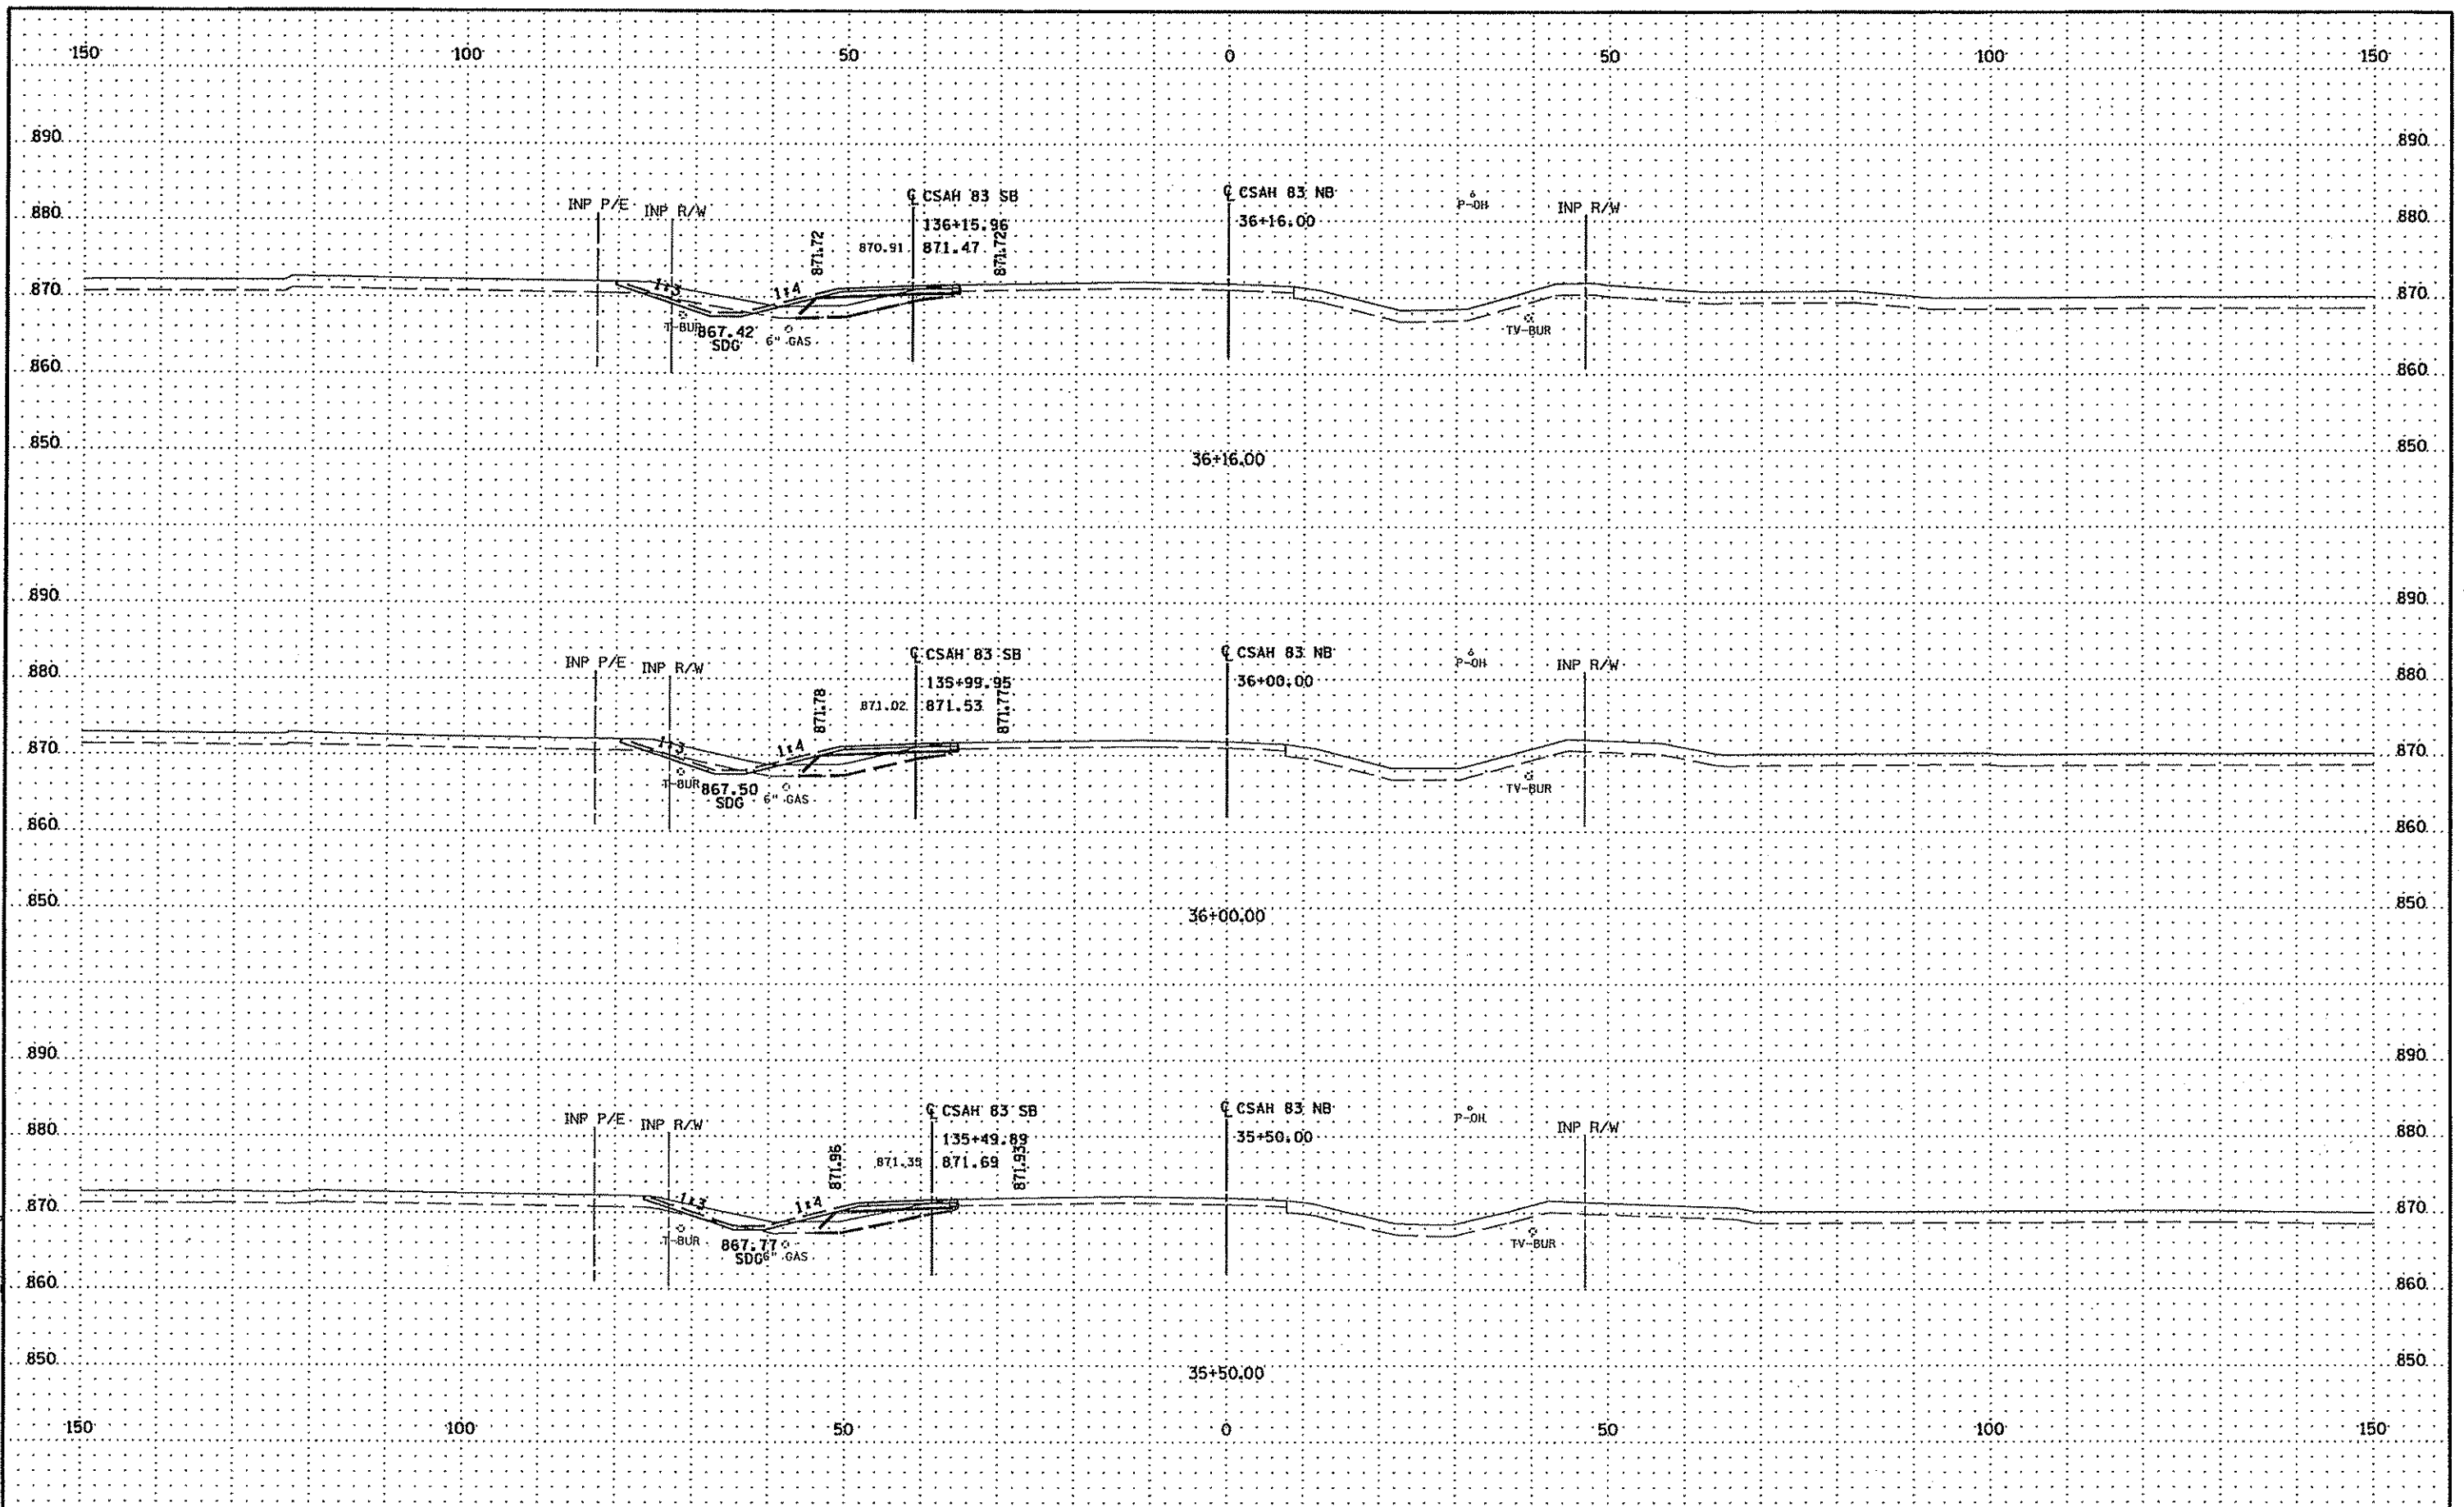 150 100 50 0 50 100 150
890 890
INP P/E INP R/W ℄ CSAH 83 SB ℄ CSAH 83 NB P-OH INP R/W
880 880
871.72 870.91 136+15.96 871.47 871.72 36+16.00
870 1:3 1:4 870
T-BUR 867.42 SDG 6" GAS TV-BUR
860 860
850 850
36+16.00
890 890
INP P/E INP R/W ℄ CSAH 83 SB ℄ CSAH 83 NB P-OH INP R/W
880 880
871.78 871.02 135+99.95 871.53 871.77 36+00.00
870 1:3 1:4 870
T-BUR 867.50 SDG 6" GAS TV-BUR
860 860
850 850
36+00.00
890 890
INP P/E INP R/W ℄ CSAH 83 SB ℄ CSAH 83 NB P-OH INP R/W
880 880
871.96 135+49.89 871.69 871.93 35+50.00
870 1:3 1:4 870
T-BUR 867.77 SDG 6" GAS TV-BUR
860 860
850 850
35+50.00
150 100 50 0 50 100 150